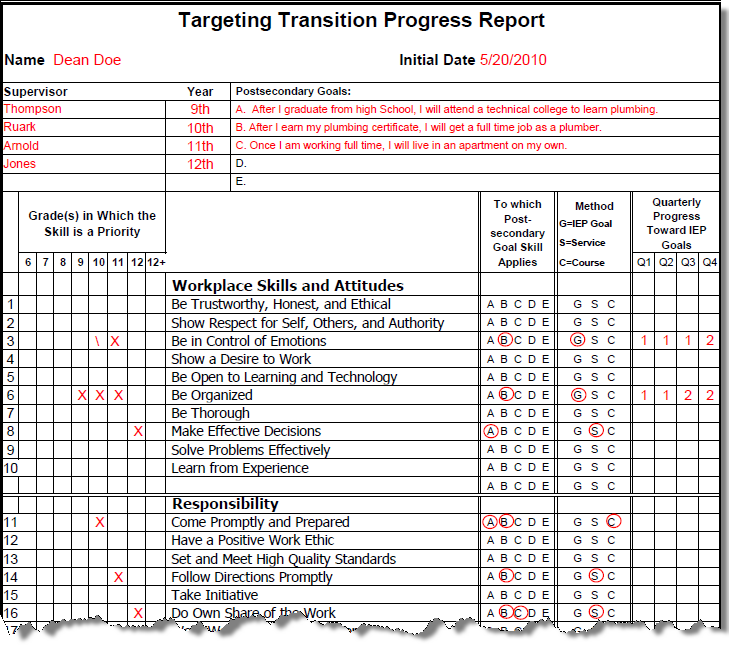 Targeting Transition Progress Report
Name Dean Doe Initial Date 5/20/2010
Supervisor Year Postsecondary Goals:
Thompson 9th A. After I graduate from high School, I will attend a technical college to learn plumbing.
Ruark 10th B. After I earn my plumbing certificate, I will get a full time job as a plumber.
Arnold 11th C. Once I am working full time, I will live in an apartment on my own.
Jones 12th D.
E.
Grade(s) in Which the Skill is a Priority
To which Post-secondary Goal Skill Applies
Method
G=IEP Goal
S=Service
C=Course
Quarterly Progress Toward IEP Goals
6 7 8 9 10 11 12 12+ Q1 Q2 Q3 Q4
Workplace Skills and Attitudes
1 Be Trustworthy, Honest, and Ethical A B C D E G S C
2 Show Respect for Self, Others, and Authority A B C D E G S C
3 \ X Be in Control of Emotions A B C D E G S C 1 1 1 2
4 Show a Desire to Work A B C D E G S C
5 Be Open to Learning and Technology A B C D E G S C
6 X X X Be Organized A B C D E G S C 1 1 2 2
7 Be Thorough A B C D E G S C
8 X Make Effective Decisions A B C D E G S C
9 Solve Problems Effectively A B C D E G S C
10 Learn from Experience A B C D E G S C
A B C D E G S C
Responsibility
11 X Come Promptly and Prepared A B C D E G S C
12 Have a Positive Work Ethic A B C D E G S C
13 Set and Meet High Quality Standards A B C D E G S C
14 X Follow Directions Promptly A B C D E G S C
15 Take Initiative A B C D E G S C
16 X Do Own Share of the Work A B C D E G S C